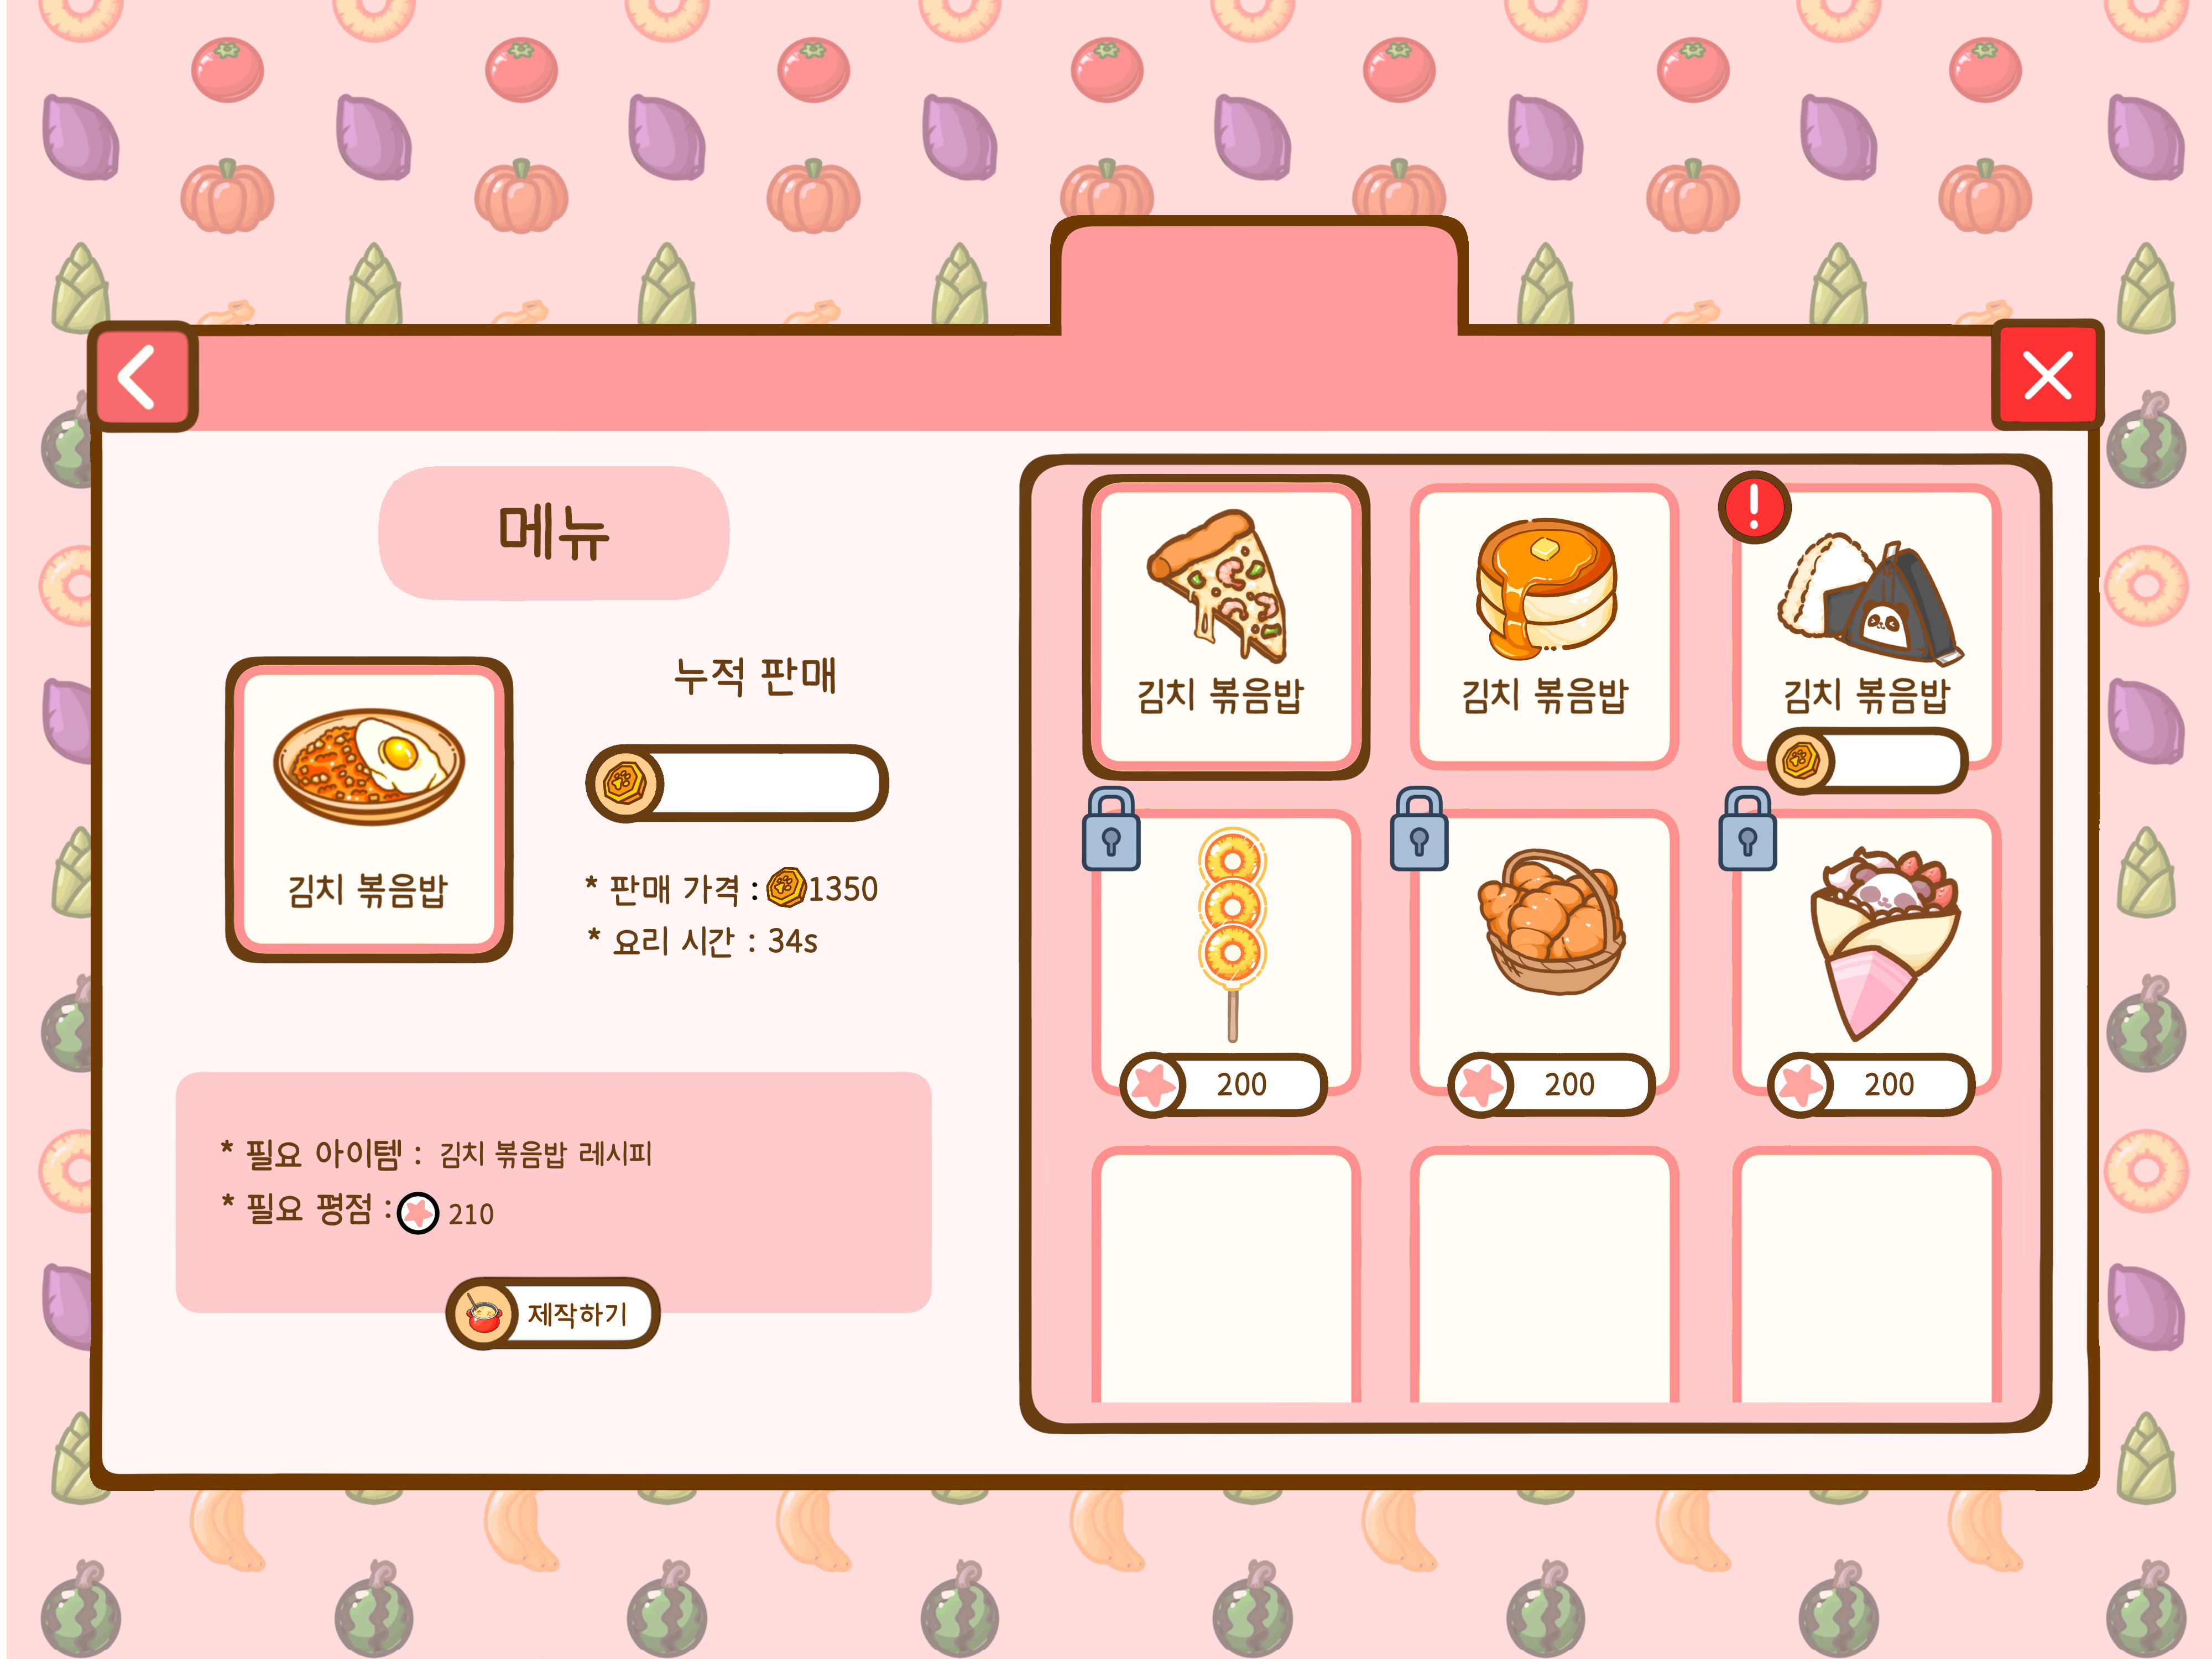 메뉴
누적 판매
김치 볶음밥
* 판매 가격 : 1350
* 요리 시간 : 34s
* 필요 아이템 : 김치 볶음밥 레시피
* 필요 평점 : 210
제작하기
김치 볶음밥
김치 볶음밥
김치 볶음밥
200
200
200